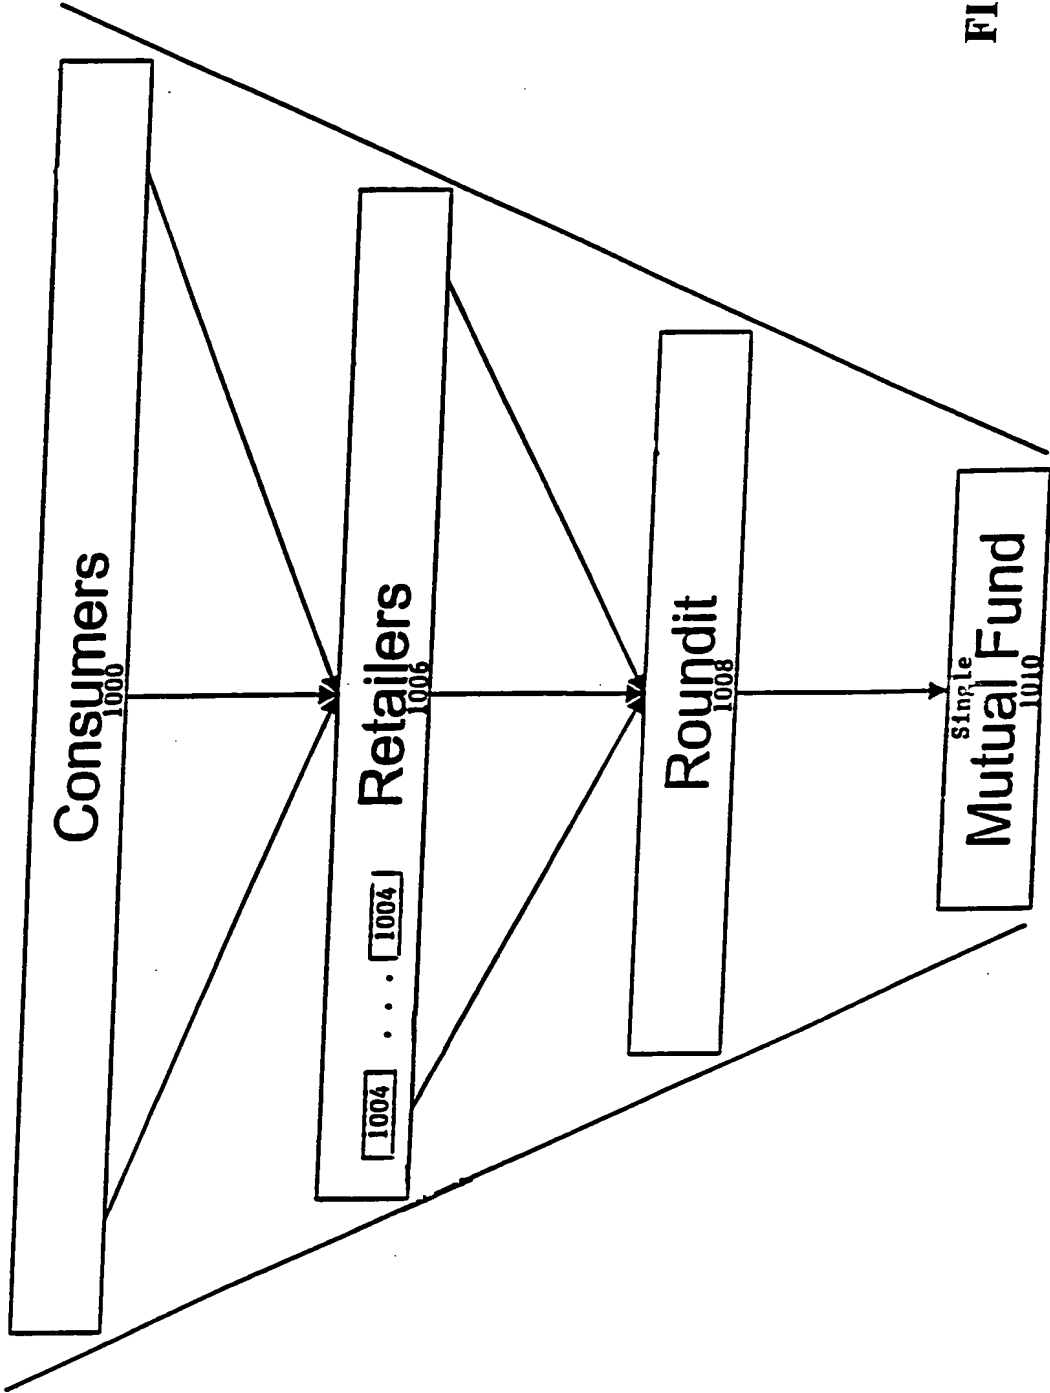 Consumers
1000
Retailers
1006
1004 ... 1004
Roundit
1008
Single
Mutual Fund
1010
FI